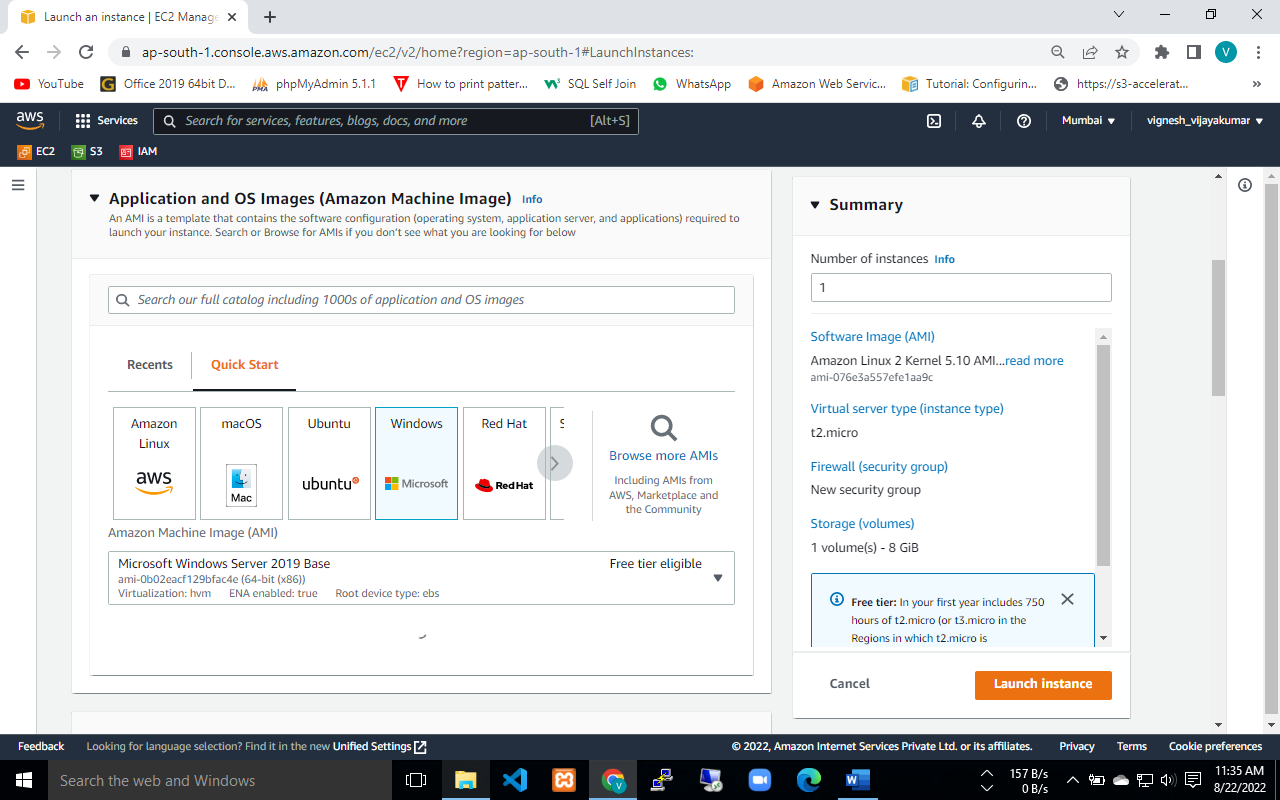 Launch an instance | EC2 Manage
ap-south-1.console.aws.amazon.com/ec2/v2/home?region=ap-south-1#LaunchInstances:
V
YouTube
Office 2019 64bit D...
phpMyAdmin 5.1.1
How to print patter...
SQL Self Join
WhatsApp
Amazon Web Servic...
Tutorial: Configurin...
https://s3-accelerat...
»
aws
Services
Search for services, features, blogs, docs, and more
[Alt+S]
Mumbai
vignesh_vijayakumar
EC2
S3
IAM
Application and OS Images (Amazon Machine Image) Info
An AMI is a template that contains the software configuration (operating system, application server, and applications) required to
launch your instance. Search or Browse for AMIs if you don't see what you are looking for below
Search our full catalog including 1000s of application and OS images
Recents
Quick Start
Amazon
Linux
aws
macOS
Mac
Ubuntu
ubuntu
Windows
Microsoft
Red Hat
Red Hat
S
Browse more AMIs
Including AMIs from
AWS, Marketplace and
the Community
Amazon Machine Image (AMI)
Microsoft Windows Server 2019 Base
Free tier eligible
ami-0b02eacf129bfac4e (64-bit (x86))
Virtualization: hvm ENA enabled: true Root device type: ebs
Summary
Number of instances Info
1
Software Image (AMI)
Amazon Linux 2 Kernel 5.10 AMI...read more
ami-076e3a557efe1aa9c
Virtual server type (instance type)
t2.micro
Firewall (security group)
New security group
Storage (volumes)
1 volume(s) - 8 GiB
Free tier: In your first year includes 750
hours of t2.micro (or t3.micro in the
Regions in which t2.micro is
Cancel
Launch instance
Feedback
Looking for language selection? Find it in the new Unified Settings
© 2022, Amazon Internet Services Private Ltd. or its affiliates.
Privacy
Terms
Cookie preferences
Search the web and Windows
157 B/s
0 B/s
11:35 AM
8/22/2022